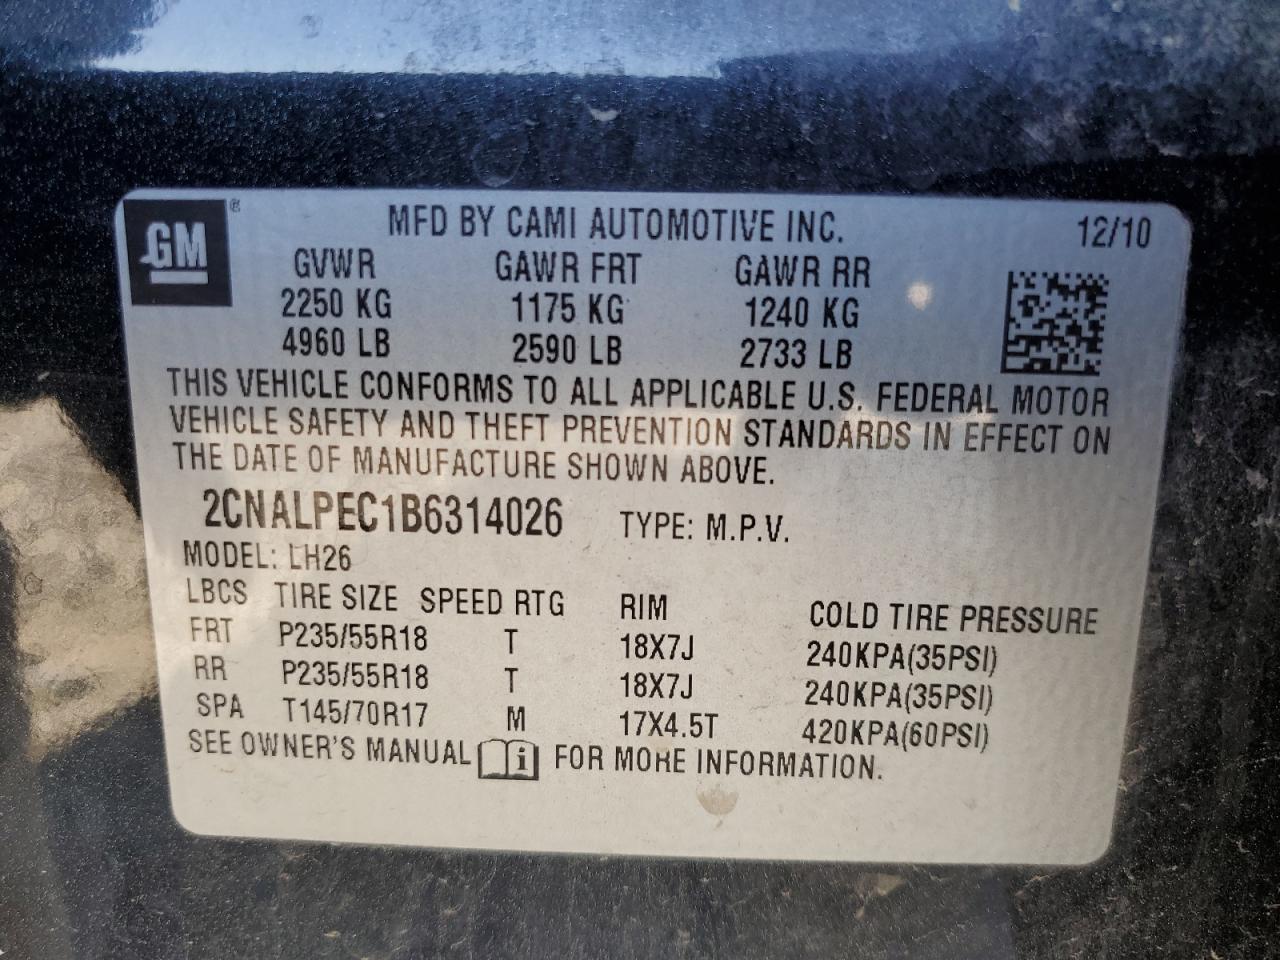 GM® MFD BY CAMI AUTOMOTIVE INC. 12/10
GVWR GAWR FRT GAWR RR
2250 KG 1175 KG 1240 KG
4960 LB 2590 LB 2733 LB
THIS VEHICLE CONFORMS TO ALL APPLICABLE U.S. FEDERAL MOTOR
VEHICLE SAFETY AND THEFT PREVENTION STANDARDS IN EFFECT ON
THE DATE OF MANUFACTURE SHOWN ABOVE.
2CNALPEC1B6314026 TYPE: M.P.V.
MODEL: LH26
LBCS TIRE SIZE SPEED RTG RIM COLD TIRE PRESSURE
FRT P235/55R18 T 18X7J 240KPA(35PSI)
RR P235/55R18 T 18X7J 240KPA(35PSI)
SPA T145/70R17 M 17X4.5T 420KPA(60PSI)
SEE OWNER'S MANUAL i FOR MORE INFORMATION.